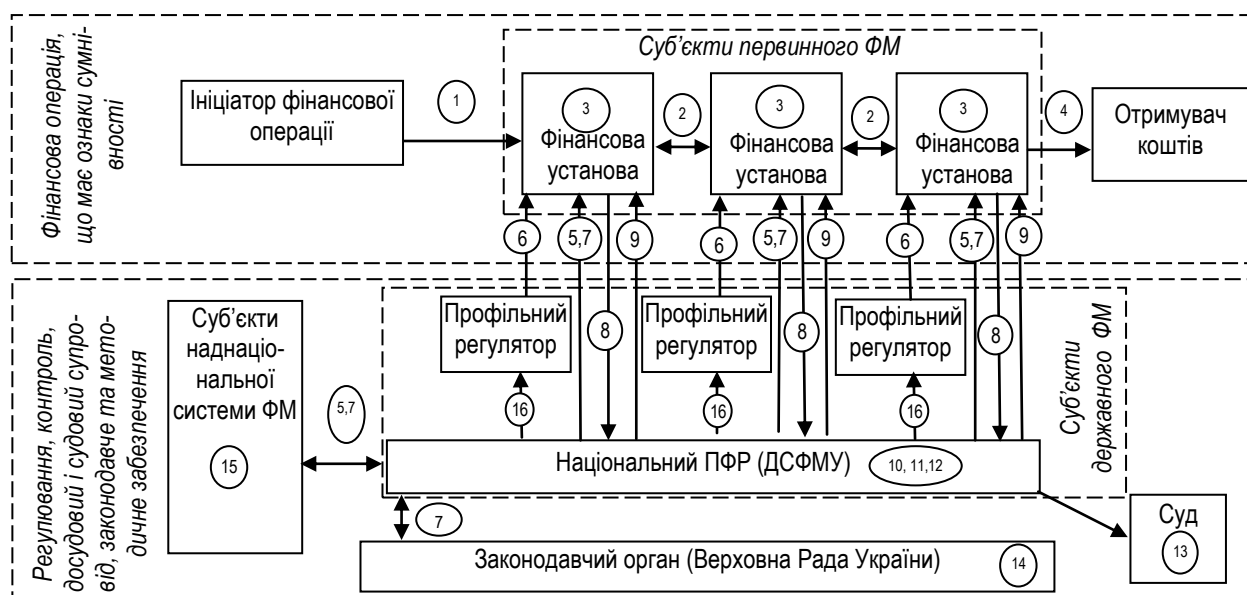 Фінансова операція,
що має ознаки сумні-
вності
Суб’єкти первинного ФМ
Ініціатор фінансової
операції
1
3
Фінансова
установа
2
3
Фінансова
установа
2
3
Фінансова
установа
4
Отримувач
коштів
6
5,7
9
6
5,7
9
6
5,7
9
Регулювання, контроль,
досудовий і судовий супро-
від, законодавче та мето-
дичне забезпечення
Суб’єкти
наднаціо-
нальної
системи ФМ
15
5,7
Профільний
регулятор
8
Профільний
регулятор
8
Профільний
регулятор
8
Суб’єкти
державного ФМ
16
16
16
Національний ПФР (ДСФМУ)
10, 11,12
7
Законодавчий орган (Верховна Рада України)
14
Суд
13